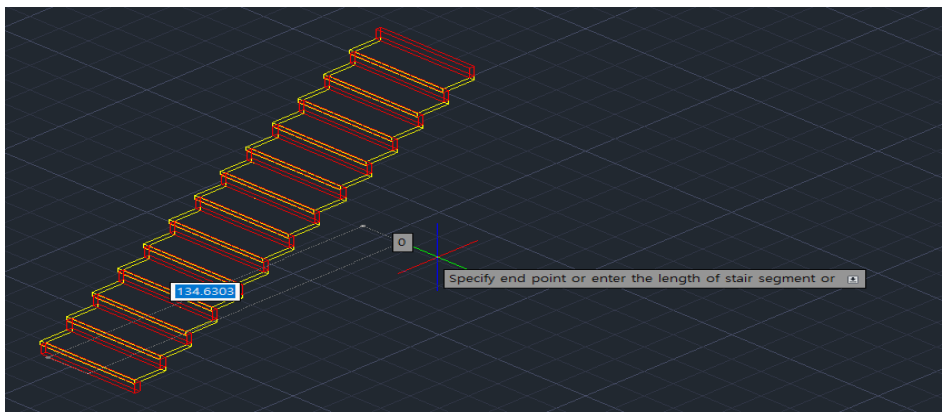 0
Specify end point or enter the length of stair segment or
134.6303